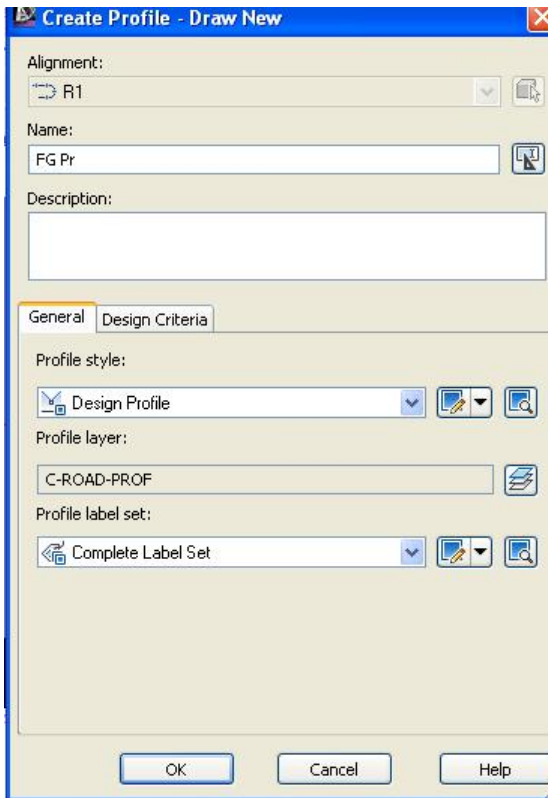 Create Profile - Draw New
Alignment:
R1
Name:
FG Pr
Description:
General Design Criteria
Profile style:
Design Profile
Profile layer:
C-ROAD-PROF
Profile label set:
Complete Label Set
OK Cancel Help